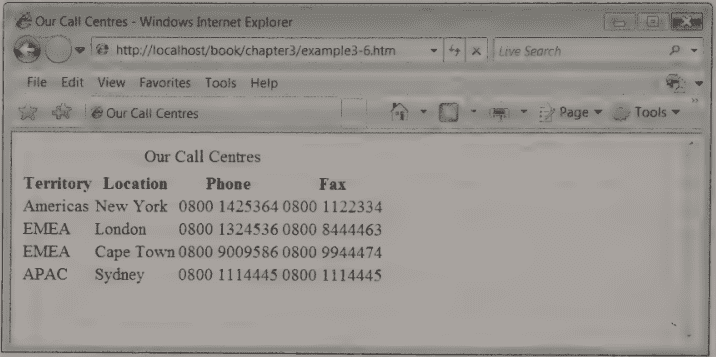 Our Call Centres - Windows Internet Explorer
http://localhost/book/chapter3/example3-6.htm Live Search
File Edit View Favorites Tools Help
Our Call Centres Page Tools
Our Call Centres
Territory Location Phone Fax
Americas New York 0800 1425364 0800 1122334
EMEA London 0800 1324536 0800 8444463
EMEA Cape Town 0800 9009586 0800 9944474
APAC Sydney 0800 1114445 0800 1114445